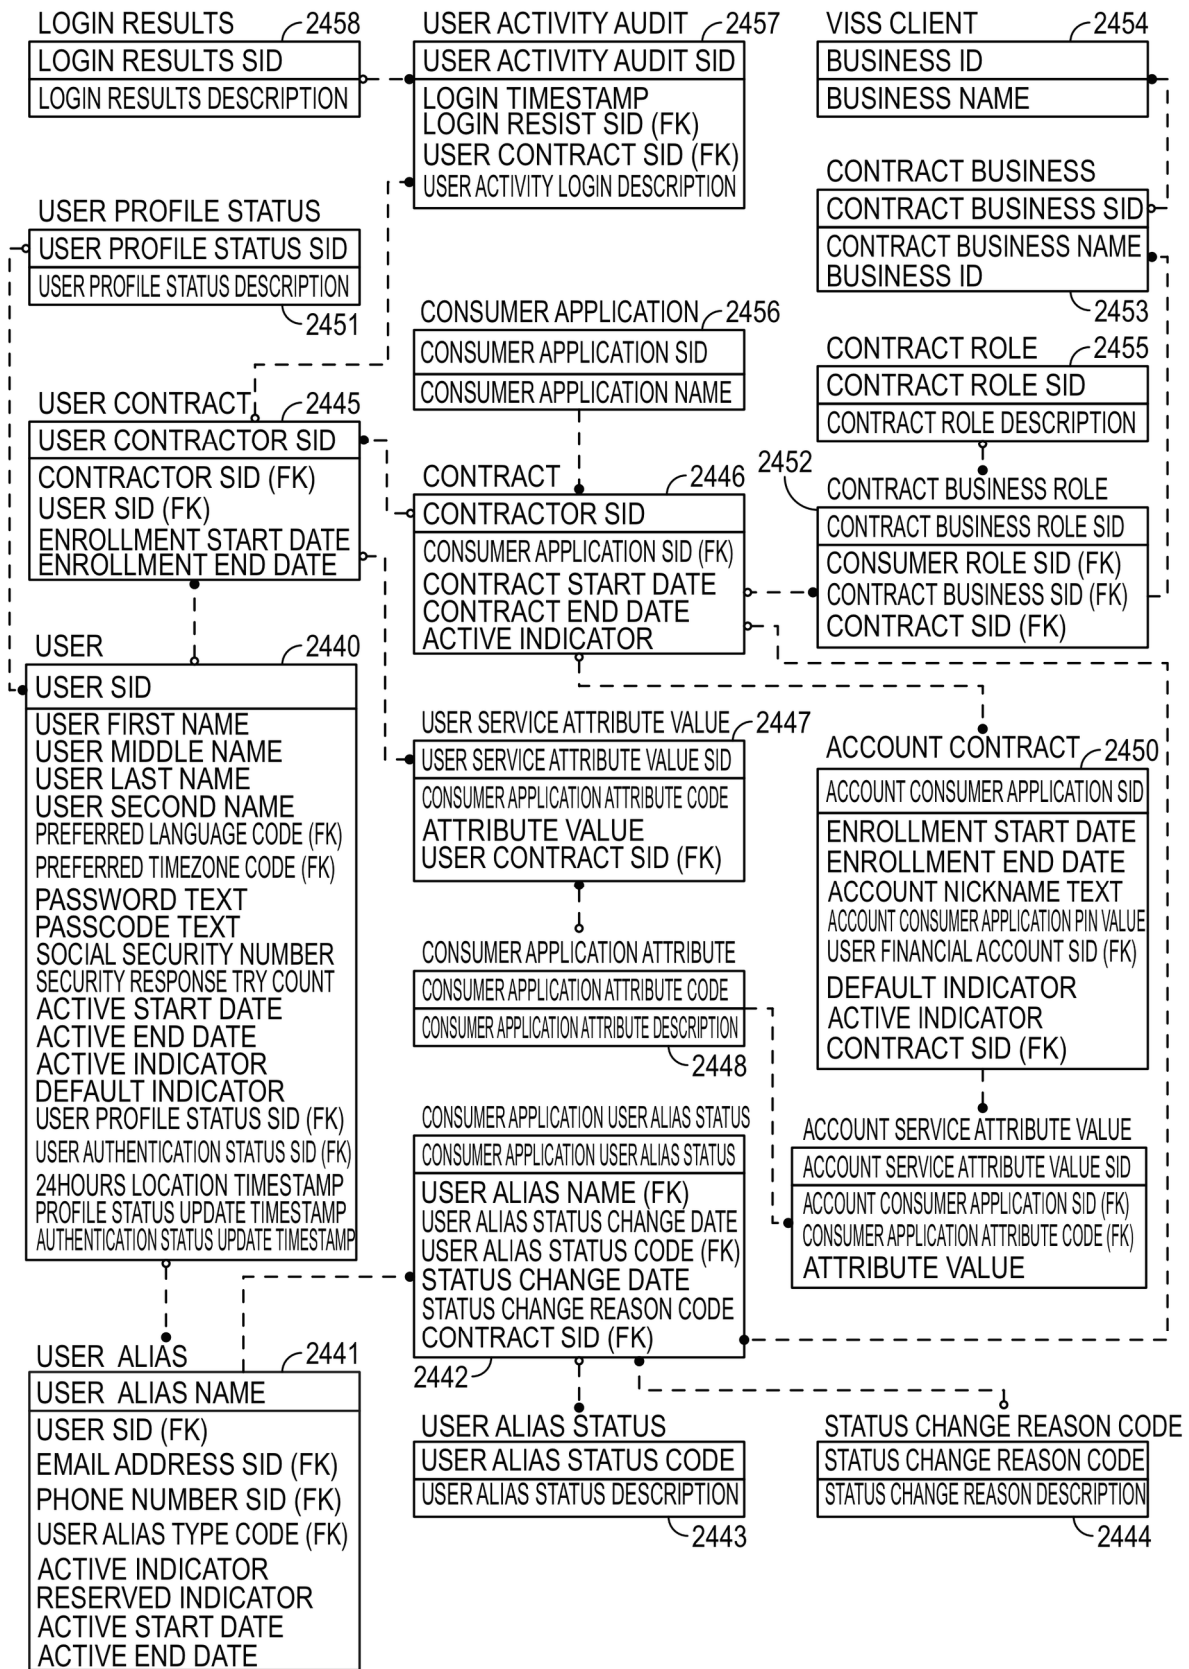 LOGIN RESULTS
2458
LOGIN RESULTS SID
LOGIN RESULTS DESCRIPTION
USER ACTIVITY AUDIT
2457
USER ACTIVITY AUDIT SID
LOGIN TIMESTAMP
LOGIN RESIST SID (FK)
USER CONTRACT SID (FK)
USER ACTIVITY LOGIN DESCRIPTION
VISS CLIENT
2454
BUSINESS ID
BUSINESS NAME
CONTRACT BUSINESS
CONTRACT BUSINESS SID
CONTRACT BUSINESS NAME
BUSINESS ID
2453
USER PROFILE STATUS
USER PROFILE STATUS SID
USER PROFILE STATUS DESCRIPTION
2451
CONSUMER APPLICATION
2456
CONSUMER APPLICATION SID
CONSUMER APPLICATION NAME
CONTRACT ROLE
2455
CONTRACT ROLE SID
CONTRACT ROLE DESCRIPTION
USER CONTRACT
2445
USER CONTRACTOR SID
CONTRACTOR SID (FK)
USER SID (FK)
ENROLLMENT START DATE
ENROLLMENT END DATE
CONTRACT
2446
CONTRACTOR SID
CONSUMER APPLICATION SID (FK)
CONTRACT START DATE
CONTRACT END DATE
ACTIVE INDICATOR
2452
CONTRACT BUSINESS ROLE
CONTRACT BUSINESS ROLE SID
CONSUMER ROLE SID (FK)
CONTRACT BUSINESS SID (FK)
CONTRACT SID (FK)
USER
2440
USER SID
USER FIRST NAME
USER MIDDLE NAME
USER LAST NAME
USER SECOND NAME
PREFERRED LANGUAGE CODE (FK)
PREFERRED TIMEZONE CODE (FK)
PASSWORD TEXT
PASSCODE TEXT
SOCIAL SECURITY NUMBER
SECURITY RESPONSE TRY COUNT
ACTIVE START DATE
ACTIVE END DATE
ACTIVE INDICATOR
DEFAULT INDICATOR
USER PROFILE STATUS SID (FK)
USER AUTHENTICATION STATUS SID (FK)
24HOURS LOCATION TIMESTAMP
PROFILE STATUS UPDATE TIMESTAMP
AUTHENTICATION STATUS UPDATE TIMESTAMP
USER SERVICE ATTRIBUTE VALUE
2447
USER SERVICE ATTRIBUTE VALUE SID
CONSUMER APPLICATION ATTRIBUTE CODE
ATTRIBUTE VALUE
USER CONTRACT SID (FK)
CONSUMER APPLICATION ATTRIBUTE
CONSUMER APPLICATION ATTRIBUTE CODE
CONSUMER APPLICATION ATTRIBUTE DESCRIPTION
2448
ACCOUNT CONTRACT
2450
ACCOUNT CONSUMER APPLICATION SID
ENROLLMENT START DATE
ENROLLMENT END DATE
ACCOUNT NICKNAME TEXT
ACCOUNT CONSUMER APPLICATION PIN VALUE
USER FINANCIAL ACCOUNT SID (FK)
DEFAULT INDICATOR
ACTIVE INDICATOR
CONTRACT SID (FK)
CONSUMER APPLICATION USER ALIAS STATUS
CONSUMER APPLICATION USER ALIAS STATUS
USER ALIAS NAME (FK)
USER ALIAS STATUS CHANGE DATE
USER ALIAS STATUS CODE (FK)
STATUS CHANGE DATE
STATUS CHANGE REASON CODE
CONTRACT SID (FK)
2442
ACCOUNT SERVICE ATTRIBUTE VALUE
ACCOUNT SERVICE ATTRIBUTE VALUE SID
ACCOUNT CONSUMER APPLICATION SID (FK)
CONSUMER APPLICATION ATTRIBUTE CODE (FK)
ATTRIBUTE VALUE
USER ALIAS
2441
USER ALIAS NAME
USER SID (FK)
EMAIL ADDRESS SID (FK)
PHONE NUMBER SID (FK)
USER ALIAS TYPE CODE (FK)
ACTIVE INDICATOR
RESERVED INDICATOR
ACTIVE START DATE
ACTIVE END DATE
USER ALIAS STATUS
USER ALIAS STATUS CODE
USER ALIAS STATUS DESCRIPTION
2443
STATUS CHANGE REASON CODE
STATUS CHANGE REASON CODE
STATUS CHANGE REASON DESCRIPTION
2444